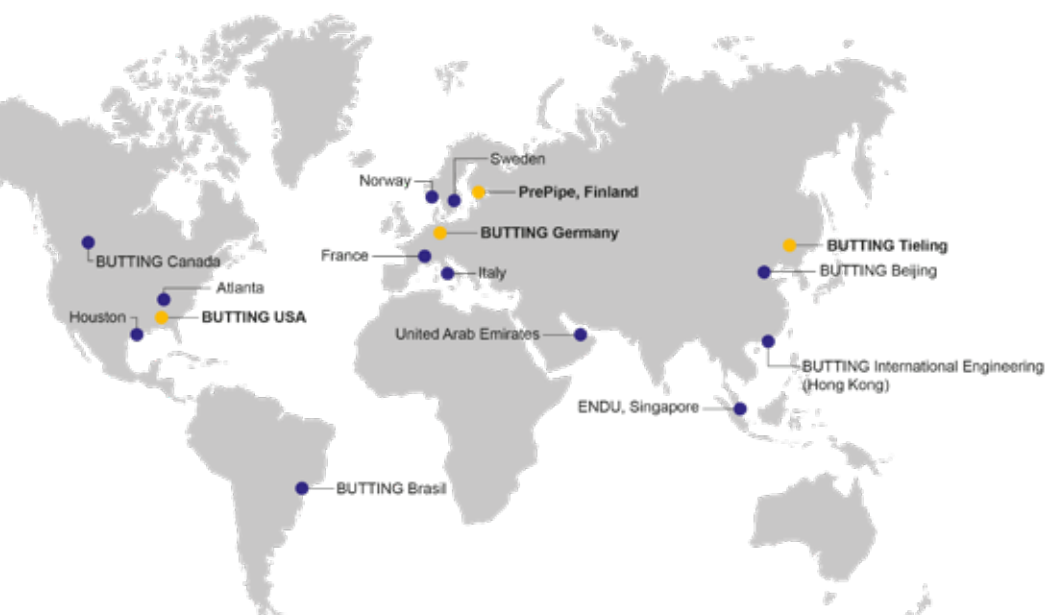 Sweden
Norway
PrePipe, Finland
BUTTING Germany
BUTTING Tieling
France
BUTTING Canada
BUTTING Beijing
Italy
Atlanta
Houston
BUTTING USA
United Arab Emirates
BUTTING International Engineering
(Hong Kong)
ENDU, Singapore
BUTTING Brasil